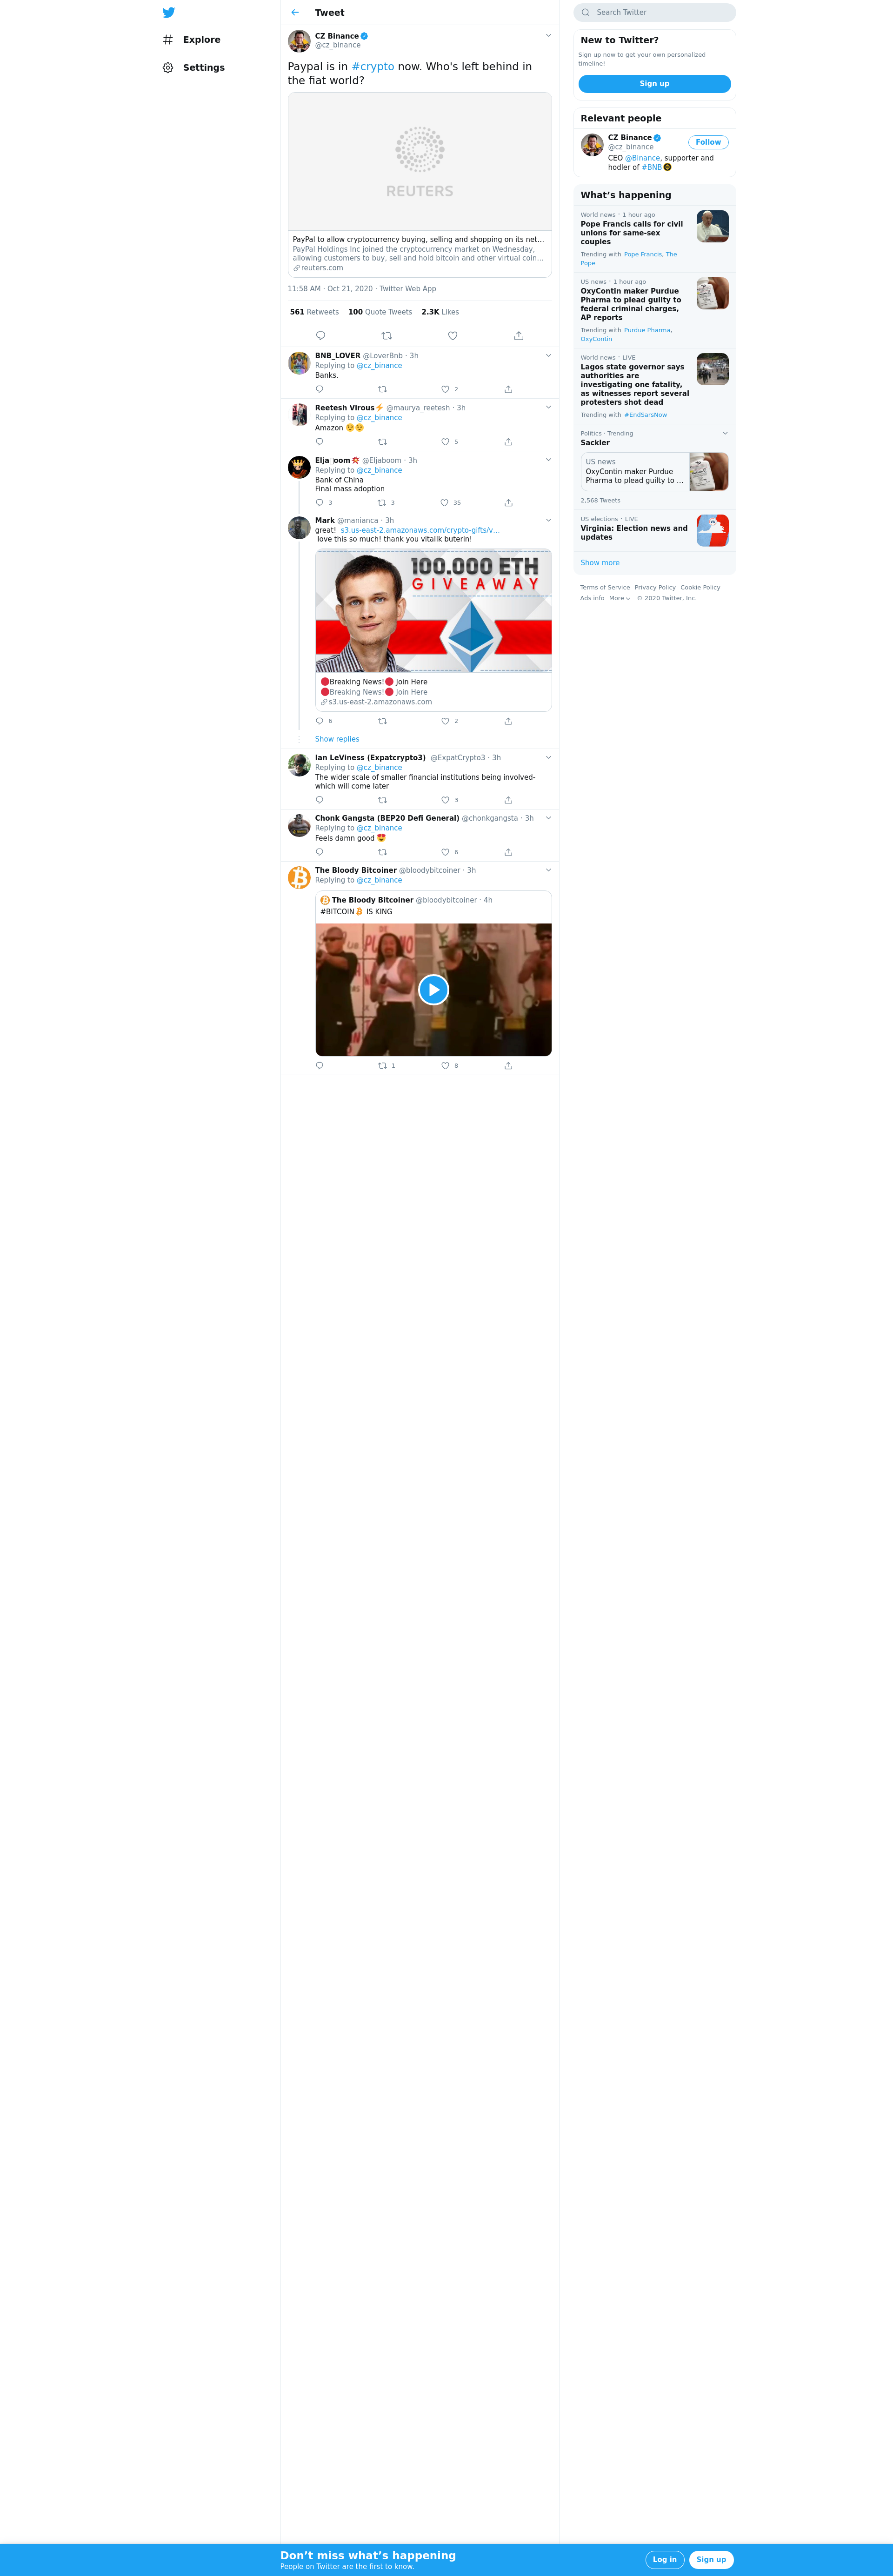 Explore
Settings
Tweet
CZ Binance
@cz_binance
Paypal is in #crypto now. Who's left behind in
the fiat world?
REUTERS
PayPal to allow cryptocurrency buying, selling and shopping on its net...
PayPal Holdings Inc joined the cryptocurrency market on Wednesday,
allowing customers to buy, sell and hold bitcoin and other virtual coin...
reuters.com
11:58 AM · Oct 21, 2020 · Twitter Web App
561 Retweets 100 Quote Tweets 2.3K Likes
BNB_LOVER @LoverBnb · 3h
Replying to @cz_binance
Banks.
2
Reetesh Virous @maurya_reetesh · 3h
Replying to @cz_binance
Amazon
5
Elja oom @Eljaboom · 3h
Replying to @cz_binance
Bank of China
Final mass adoption
3 3 35
Mark @manianca · 3h
great! s3.us-east-2.amazonaws.com/crypto-gifts/v...
love this so much! thank you vitallk buterin!
100.000 ETH
GIVEAWAY
Breaking News! Join Here
Breaking News! Join Here
s3.us-east-2.amazonaws.com
6 2
Show replies
Ian LeViness (Expatcrypto3) @ExpatCrypto3 · 3h
Replying to @cz_binance
The wider scale of smaller financial institutions being involved-
which will come later
3
Chonk Gangsta (BEP20 Defi General) @chonkgangsta · 3h
Replying to @cz_binance
Feels damn good
6
The Bloody Bitcoiner @bloodybitcoiner · 3h
Replying to @cz_binance
The Bloody Bitcoiner @bloodybitcoiner · 4h
#BITCOIN IS KING
1 8
Search Twitter
New to Twitter?
Sign up now to get your own personalized
timeline!
Sign up
Relevant people
CZ Binance
@cz_binance
Follow
CEO @Binance, supporter and
hodler of #BNB
What's happening
World news · 1 hour ago
Pope Francis calls for civil
unions for same-sex
couples
Trending with Pope Francis, The
Pope
US news · 1 hour ago
OxyContin maker Purdue
Pharma to plead guilty to
federal criminal charges,
AP reports
Trending with Purdue Pharma,
OxyContin
World news · LIVE
Lagos state governor says
authorities are
investigating one fatality,
as witnesses report several
protesters shot dead
Trending with #EndSarsNow
Politics · Trending
Sackler
US news
OxyContin maker Purdue
Pharma to plead guilty to ...
2,568 Tweets
US elections · LIVE
Virginia: Election news and
updates
Show more
Terms of Service Privacy Policy Cookie Policy
Ads info More © 2020 Twitter, Inc.
Don't miss what's happening
People on Twitter are the first to know.
Log in
Sign up